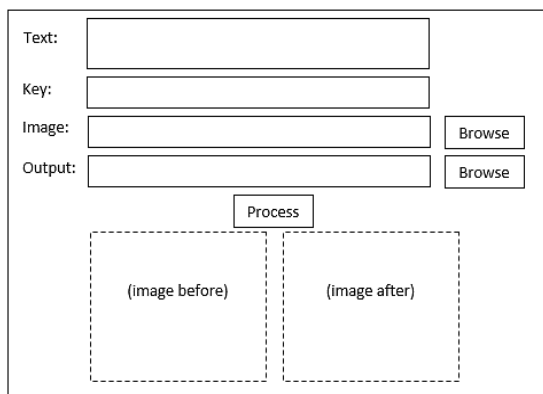 Text:
Key:
Image:
Browse
Output:
Browse
Process
(image before)
(image after)